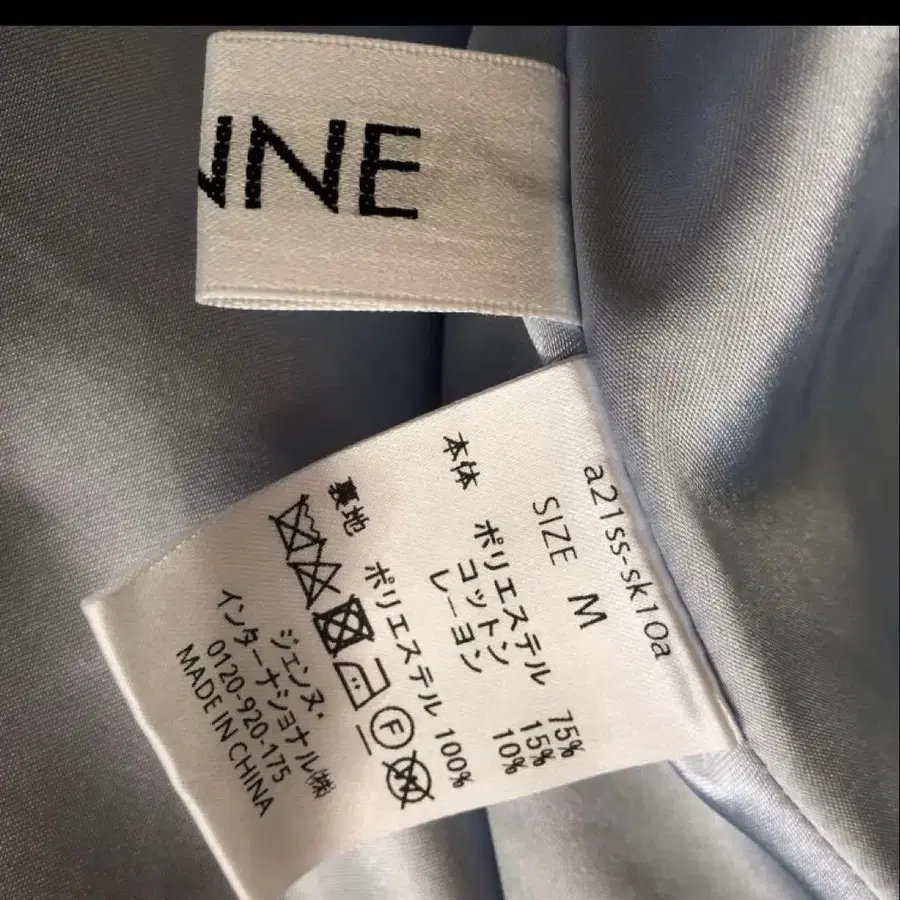 NNE
a21ss-sk10a
SIZE M
本体
ポリエステル 75%
コットン 15%
レーヨン 10%
裏地
ポリエステル 100%
F
ジェンヌ・
インターナショナル㈱
0120-920-175
MADE IN CHINA